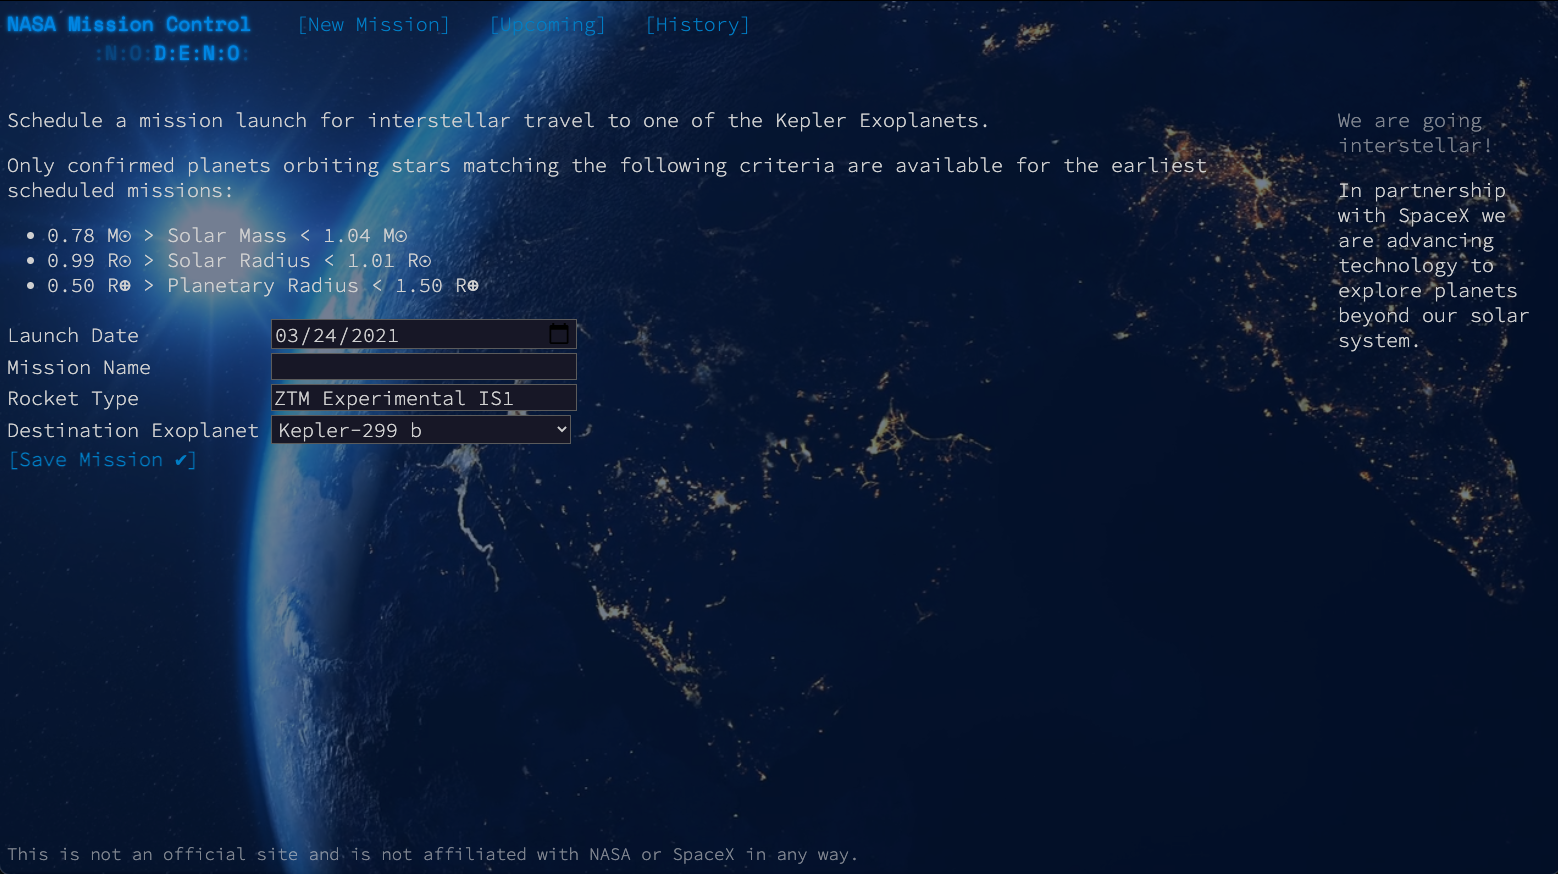 NASA Mission Control [New Mission] [Upcoming] [History]
:N:O:D:E:N:O:
Schedule a mission launch for interstellar travel to one of the Kepler Exoplanets.
Only confirmed planets orbiting stars matching the following criteria are available for the earliest
scheduled missions:
• 0.78 M☉ > Solar Mass < 1.04 M☉
• 0.99 R☉ > Solar Radius < 1.01 R☉
• 0.50 R⊕ > Planetary Radius < 1.50 R⊕
Launch Date 03/24/2021
Mission Name
Rocket Type ZTM Experimental IS1
Destination Exoplanet Kepler-299 b
[Save Mission ✔]
We are going
interstellar!
In partnership
with SpaceX we
are advancing
technology to
explore planets
beyond our solar
system.
This is not an official site and is not affiliated with NASA or SpaceX in any way.